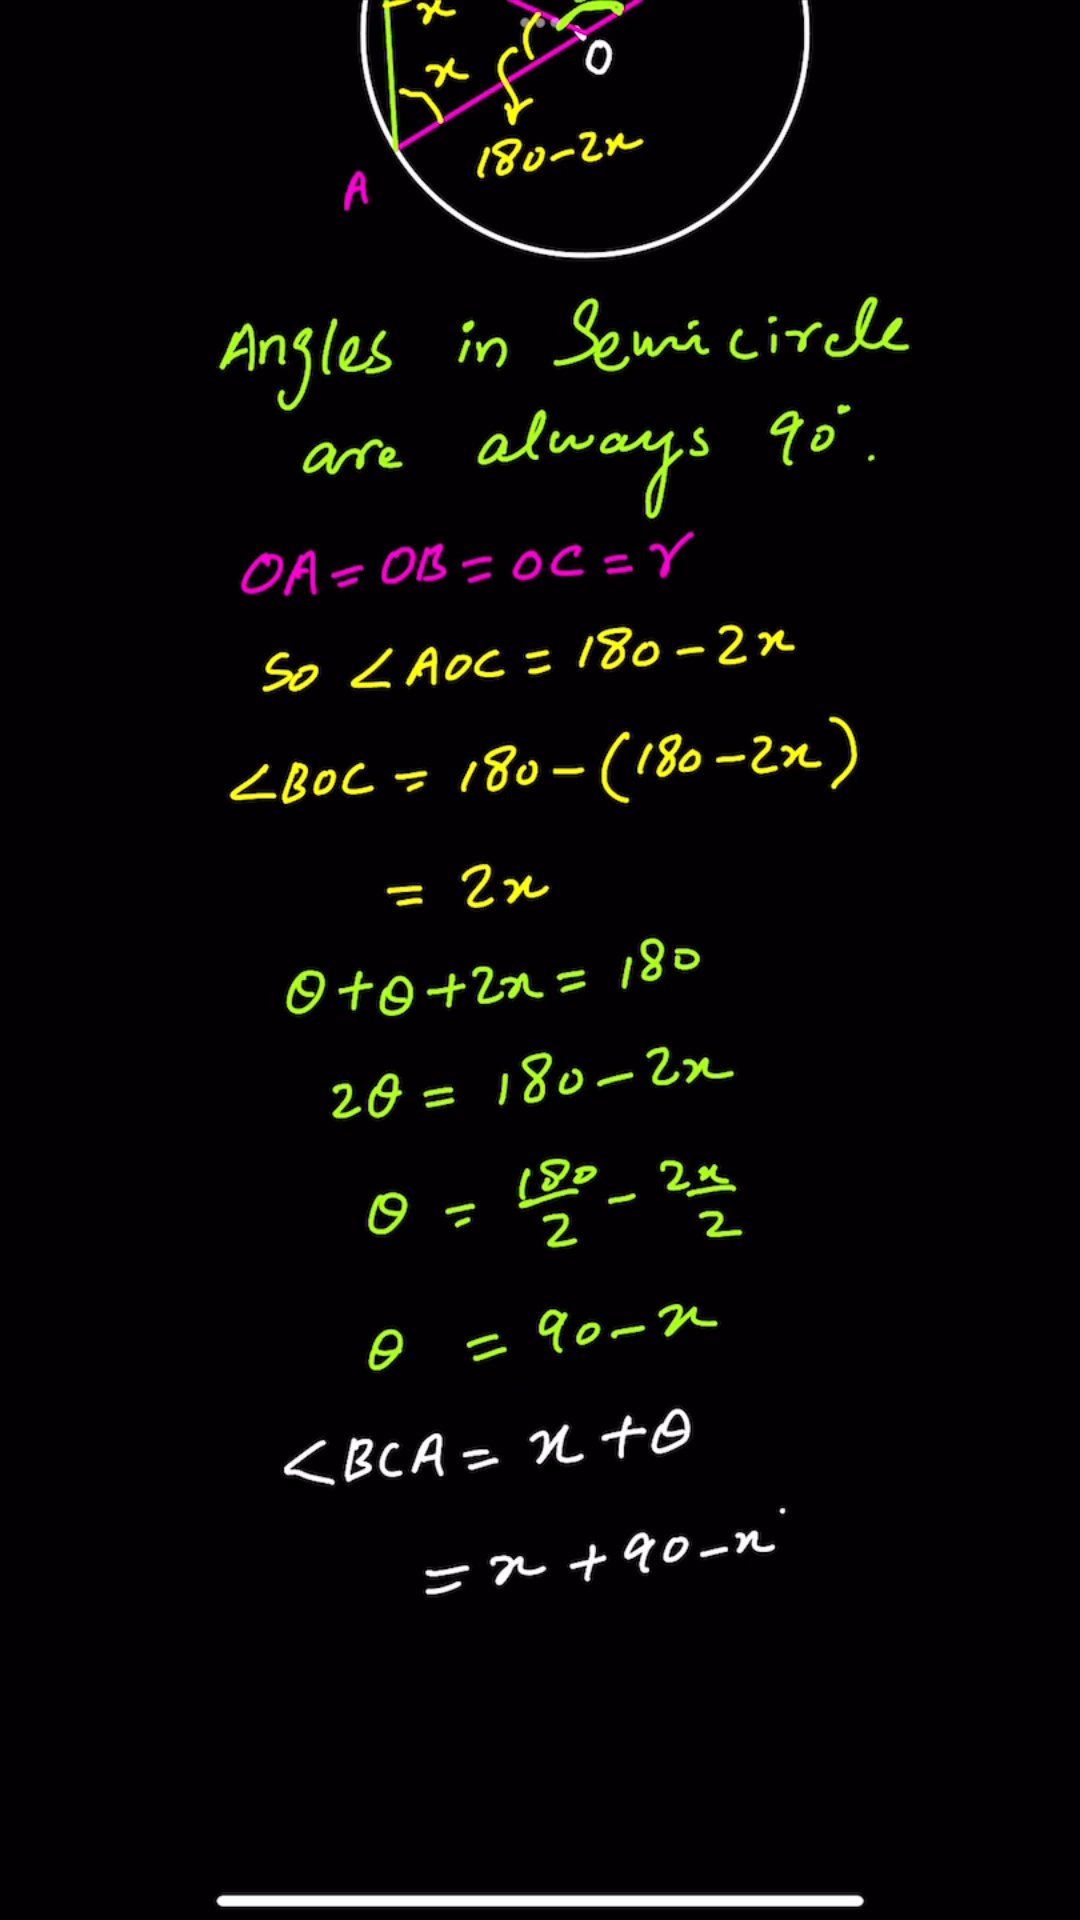 x
O
x
180-2x
A
Angles in Semicircle
are always 90°.
OA = OB = OC = r
So ∠AOC = 180-2x
∠BOC = 180-(180-2x)
= 2x
θ+θ+2x = 180
2θ = 180-2x
θ = 180/2 - 2x/2
θ = 90-x
∠BCA = x+θ
= x+90-x